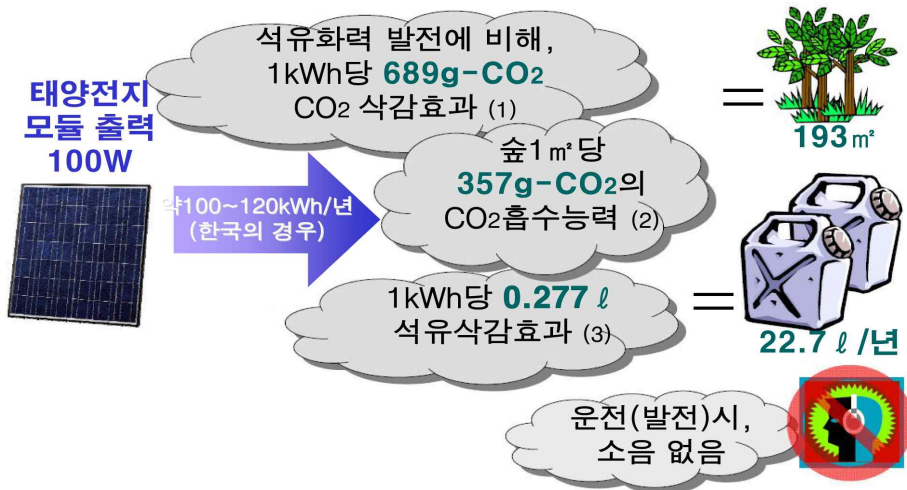 석유화력 발전에 비해,
1kWh당 689g-CO2
CO2 삭감효과 (1)
태양전지
모듈 출력
100W
193㎡
숲1㎡당
357g-CO2의
CO2흡수능력 (2)
약100~120kWh/년
(한국의 경우)
1kWh당 0.277ℓ
석유삭감효과 (3)
=
=
22.7ℓ/년
운전(발전)시,
소음 없음